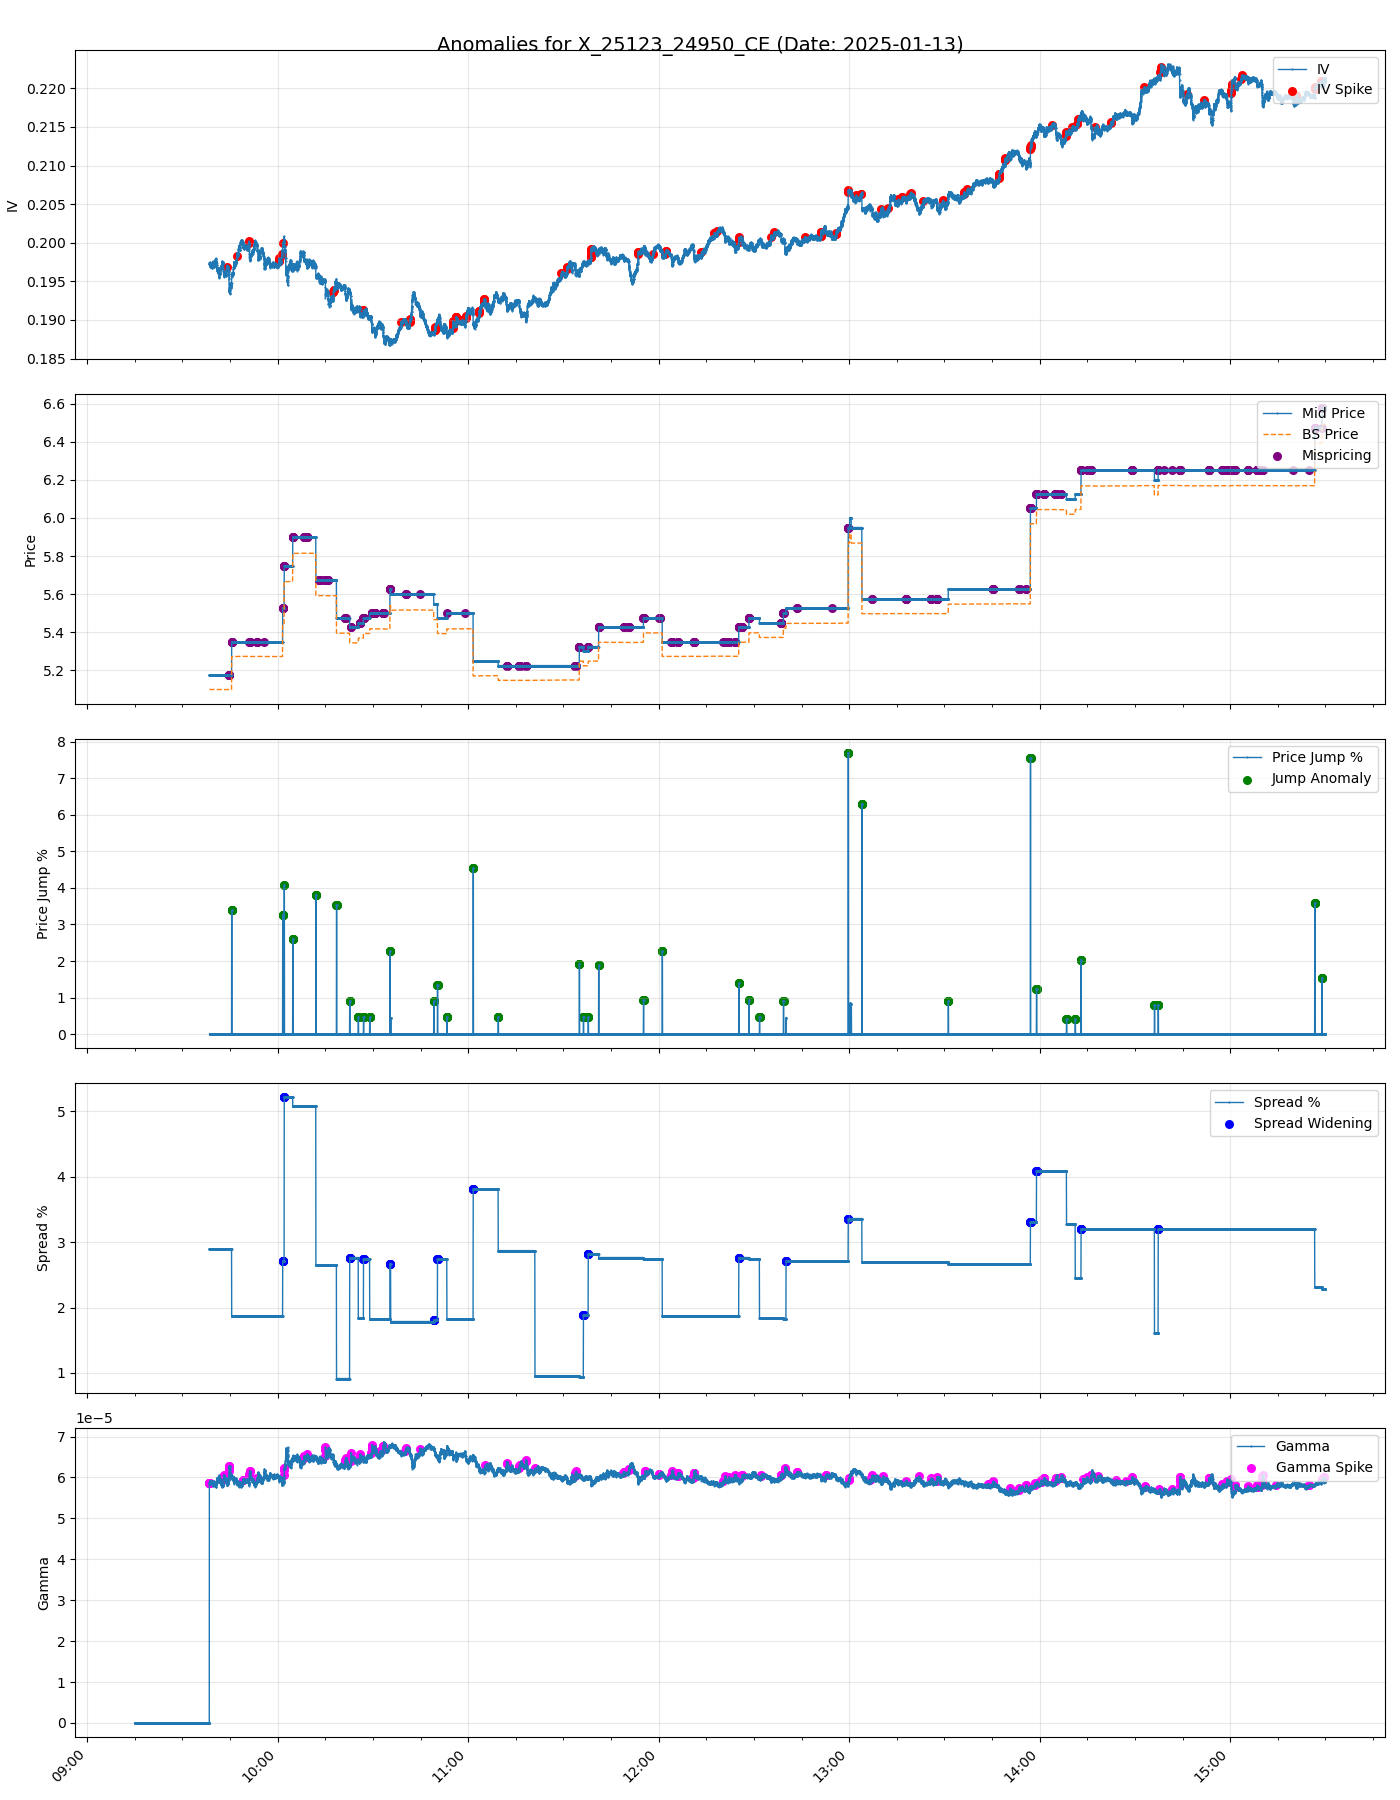 Anomalies for X_25123_24950_CE (Date: 2025-01-13)
IV
0.220
0.215
0.210
0.205
0.200
0.195
0.190
0.185
IV
IV Spike
Price
6.6
6.4
6.2
6.0
5.8
5.6
5.4
5.2
Mid Price
BS Price
Mispricing
Price Jump %
8
7
6
5
4
3
2
1
0
Price Jump %
Jump Anomaly
Spread %
5
4
3
2
1
Spread %
Spread Widening
1e−5
Gamma
7
6
5
4
3
2
1
0
Gamma
Gamma Spike
09:00
10:00
11:00
12:00
13:00
14:00
15:00